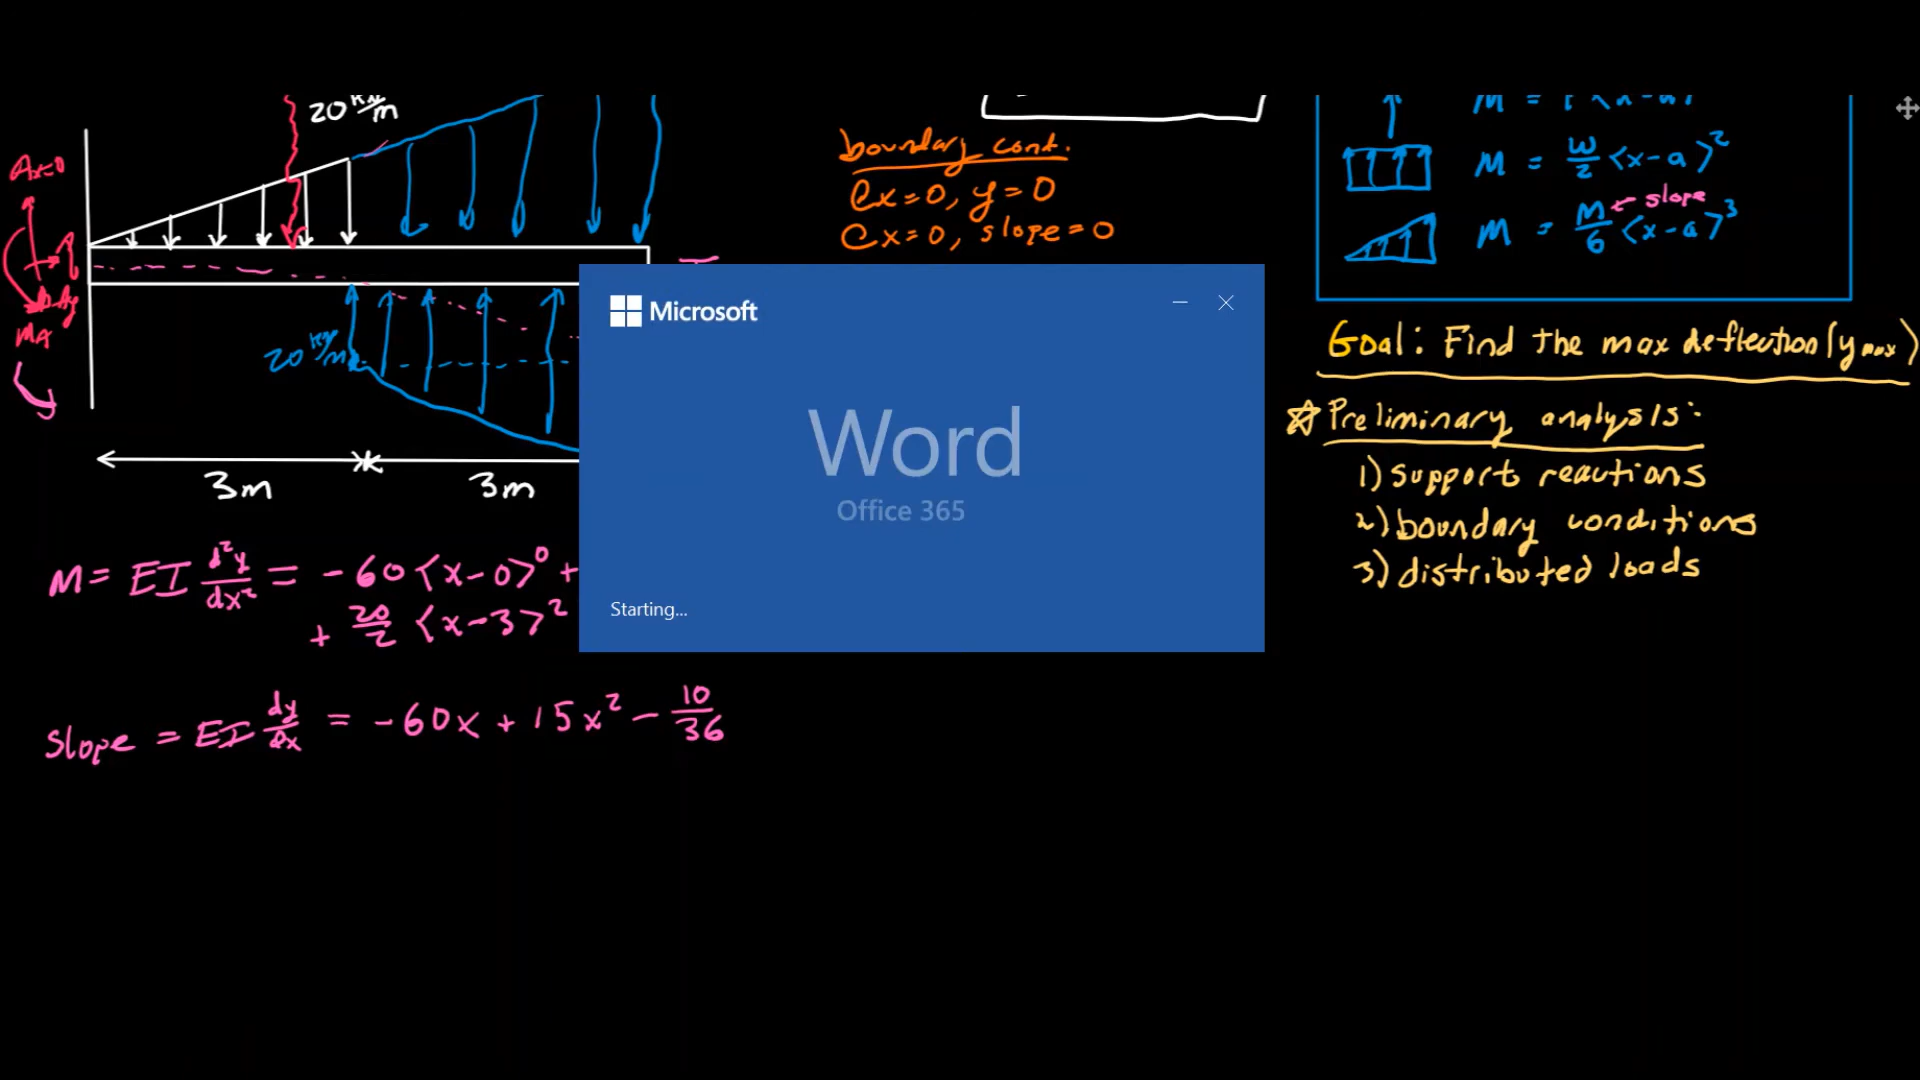 20 kN/m
Ax=0
Ay
MA
20 kN/m
3m
3m
boundary cont.
@x=0, y=0
@x=0, slope=0
M = w/2 <x-a>^2
M = m/6 <x-a>^3
slope
Goal: Find the max deflection (y max)
☆ Preliminary analysis:
1) support reactions
2) boundary conditions
3) distributed loads
Microsoft
Word
Office 365
Starting...
M = EI d²y/dx² = -60 <x-0>^0 +
+ 20/2 <x-3>^2
slope = EI dy/dx = -60x + 15x² - 10/36